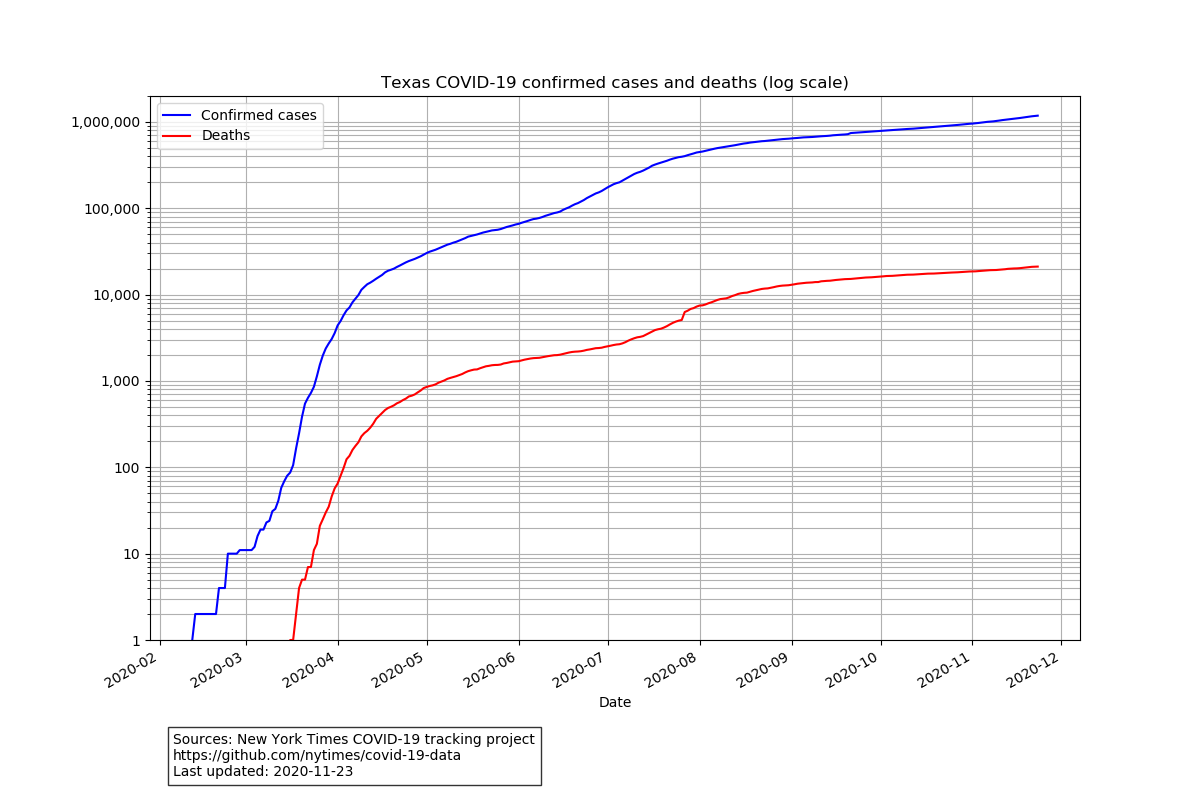 Texas COVID-19 confirmed cases and deaths (log scale)
Confirmed cases
Deaths
1,000,000
100,000
10,000
1,000
100
10
1
2020-02
2020-03
2020-04
2020-05
2020-06
2020-07
2020-08
2020-09
2020-10
2020-11
2020-12
Date
Sources: New York Times COVID-19 tracking project
https://github.com/nytimes/covid-19-data
Last updated: 2020-11-23